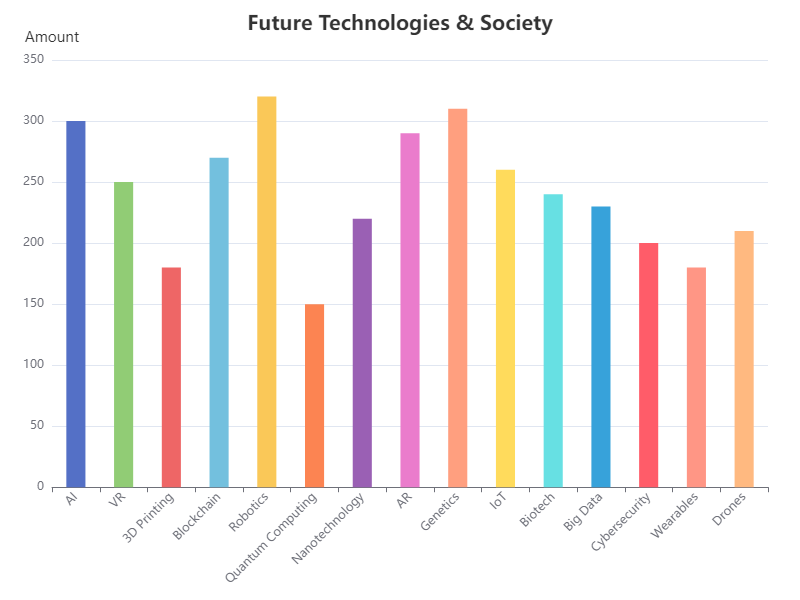 Future Technologies & Society
Amount
350
300
250
200
150
100
50
0
AI
VR
3D Printing
Blockchain
Robotics
Quantum Computing
Nanotechnology
AR
Genetics
IoT
Biotech
Big Data
Cybersecurity
Wearables
Drones